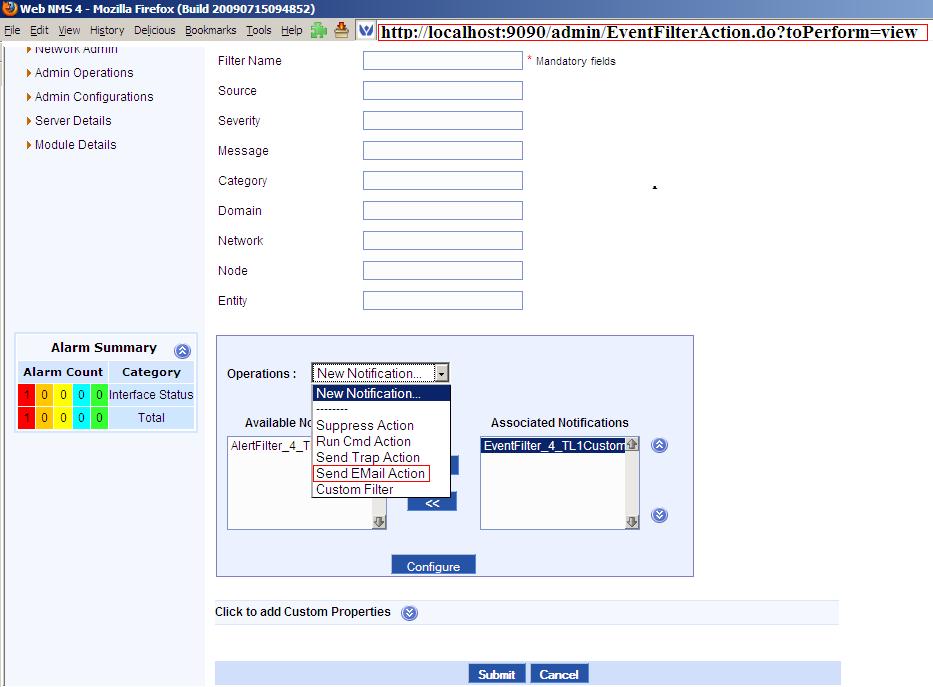 Web NMS 4 - Mozilla Firefox (Build 20090715094852)
File Edit View History Delicious Bookmarks Tools Help
http://localhost:9090/admin/EventFilterAction.do?toPerform=view
Network Admin
Admin Operations
Admin Configurations
Server Details
Module Details
Filter Name * Mandatory fields
Source
Severity
Message
Category
Domain
Network
Node
Entity
Alarm Summary
Alarm Count Category
1 0 0 0 0 Interface Status
1 0 0 0 0 Total
Operations : New Notification...
New Notification...
--------
Suppress Action
Run Cmd Action
Send Trap Action
Send EMail Action
Custom Filter
Available No
AlertFilter_4_T
<<
Associated Notifications
EventFilter_4_TL1Custom
Configure
Click to add Custom Properties
Submit Cancel